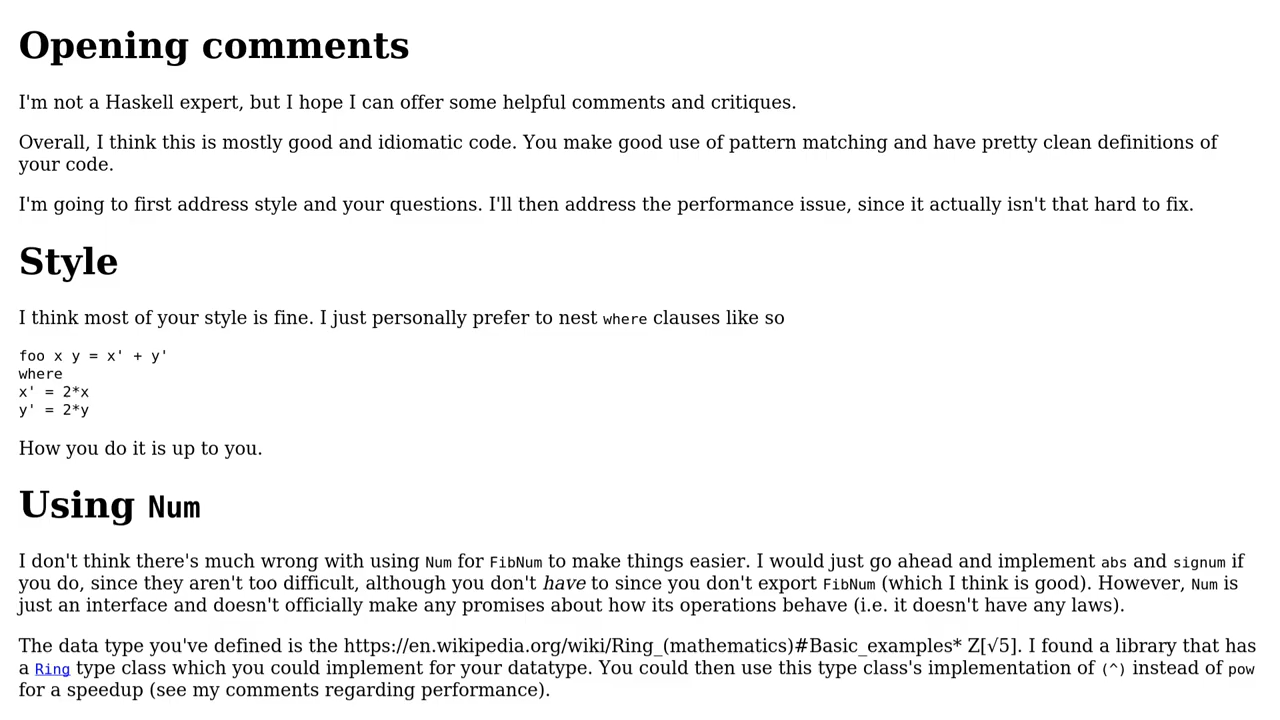 Opening comments
I'm not a Haskell expert, but I hope I can offer some helpful comments and critiques.
Overall, I think this is mostly good and idiomatic code. You make good use of pattern matching and have pretty clean definitions of
your code.
I'm going to first address style and your questions. I'll then address the performance issue, since it actually isn't that hard to fix.
Style
I think most of your style is fine. I just personally prefer to nest where clauses like so
foo x y = x' + y'
where
x' = 2*x
y' = 2*y
How you do it is up to you.
Using Num
I don't think there's much wrong with using Num for FibNum to make things easier. I would just go ahead and implement abs and signum if
you do, since they aren't too difficult, although you don't have to since you don't export FibNum (which I think is good). However, Num is
just an interface and doesn't officially make any promises about how its operations behave (i.e. it doesn't have any laws).
The data type you've defined is the https://en.wikipedia.org/wiki/Ring_(mathematics)#Basic_examples* Z[√5]. I found a library that has
a Ring type class which you could implement for your datatype. You could then use this type class's implementation of (^) instead of pow
for a speedup (see my comments regarding performance).